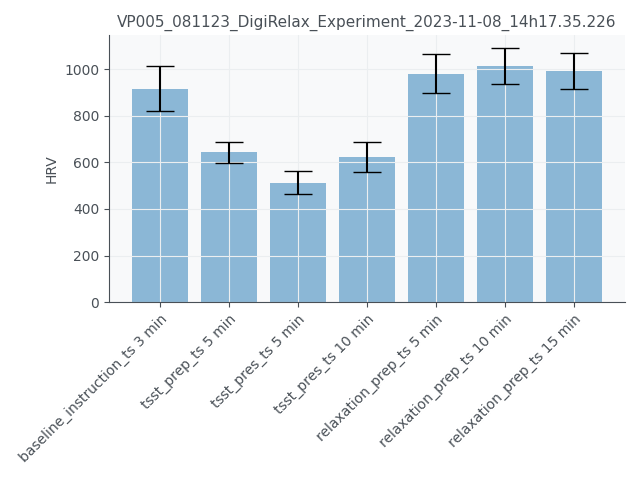 VP005_081123_DigiRelax_Experiment_2023-11-08_14h17.35.226
HRV
1000
800
600
400
200
0
baseline_instruction_ts 3 min
tsst_prep_ts 5 min
tsst_pres_ts 5 min
tsst_pres_ts 10 min
relaxation_prep_ts 5 min
relaxation_prep_ts 10 min
relaxation_prep_ts 15 min